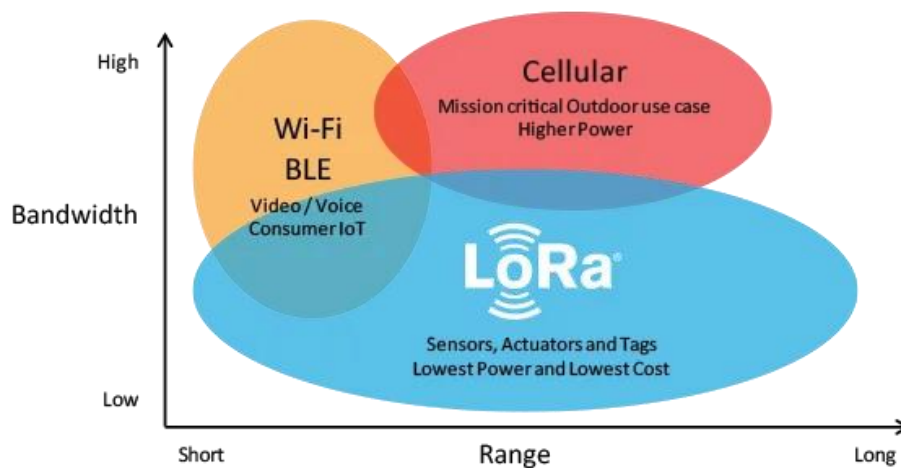 High
Cellular
Mission critical Outdoor use case
Higher Power
Wi-Fi
BLE
Video / Voice
Consumer IoT
Bandwidth
LoRa®
Sensors, Actuators and Tags
Lowest Power and Lowest Cost
Low
Short
Range
Long